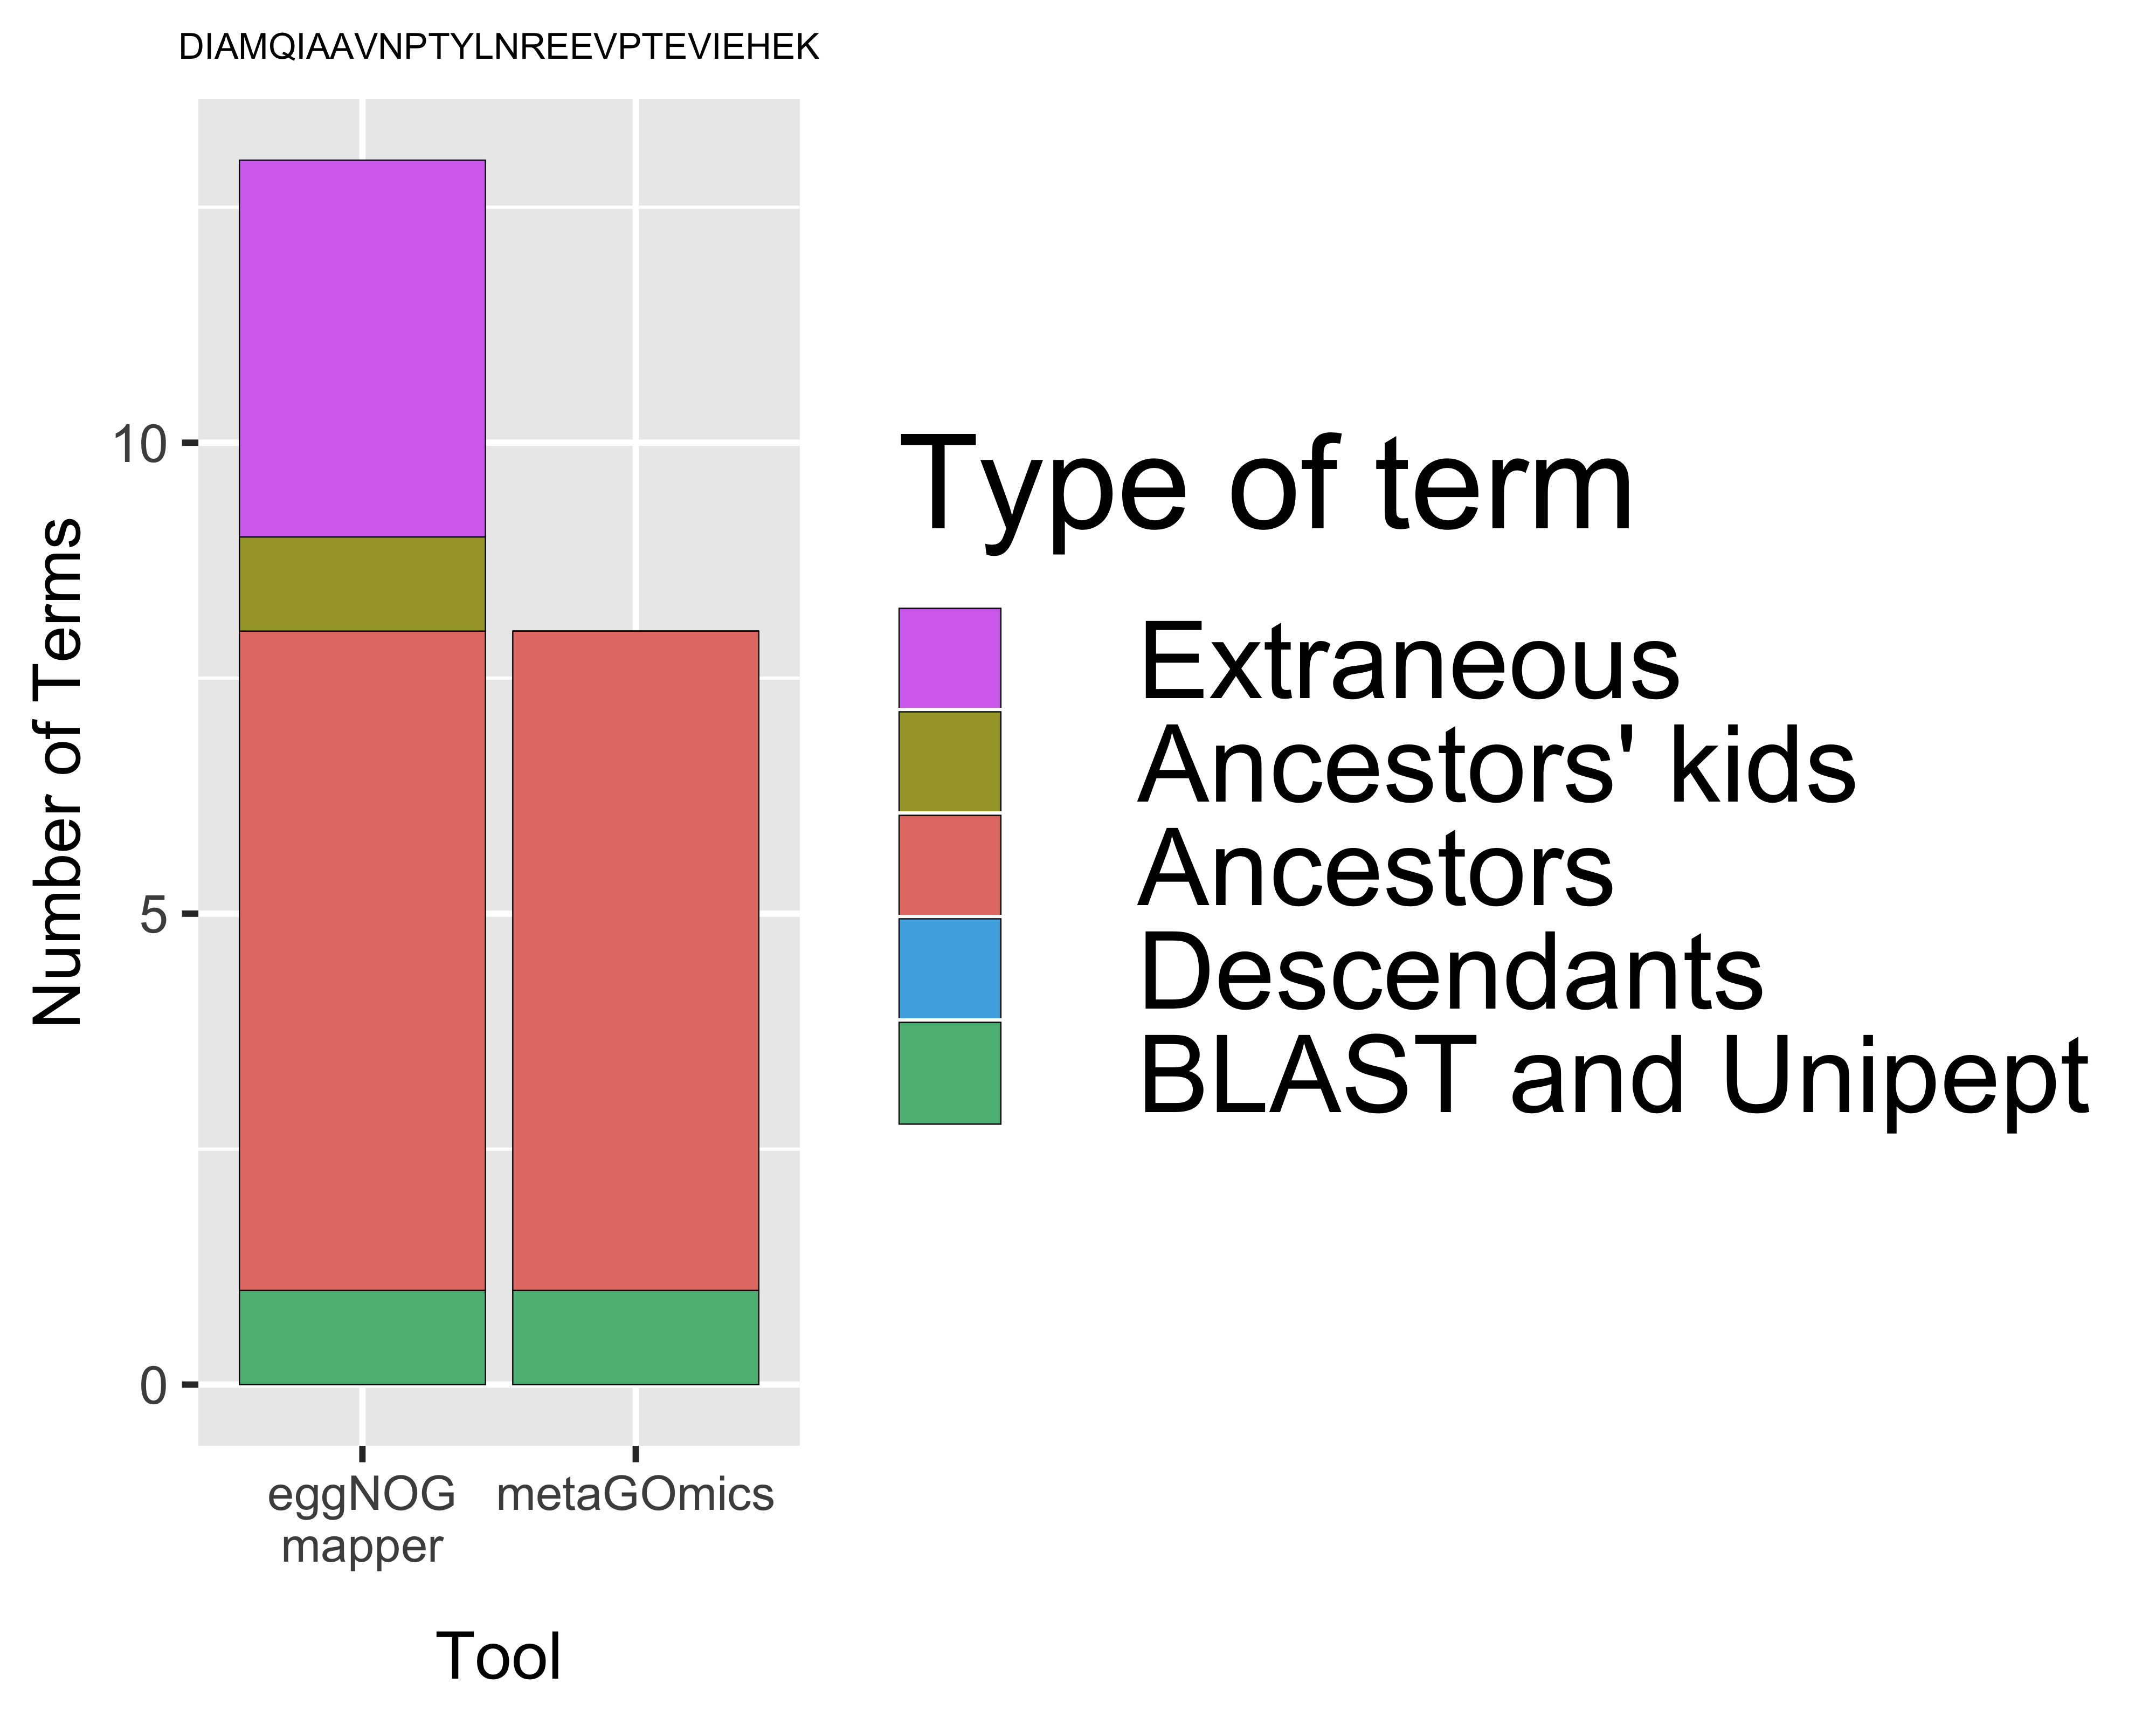 DIAMQIAAVNPTYLNREEVPTEVIEHEK
Number of Terms
10
5
0
eggNOG
mapper
metaGOmics
Tool
Type of term
Extraneous
Ancestors' kids
Ancestors
Descendants
BLAST and Unipept